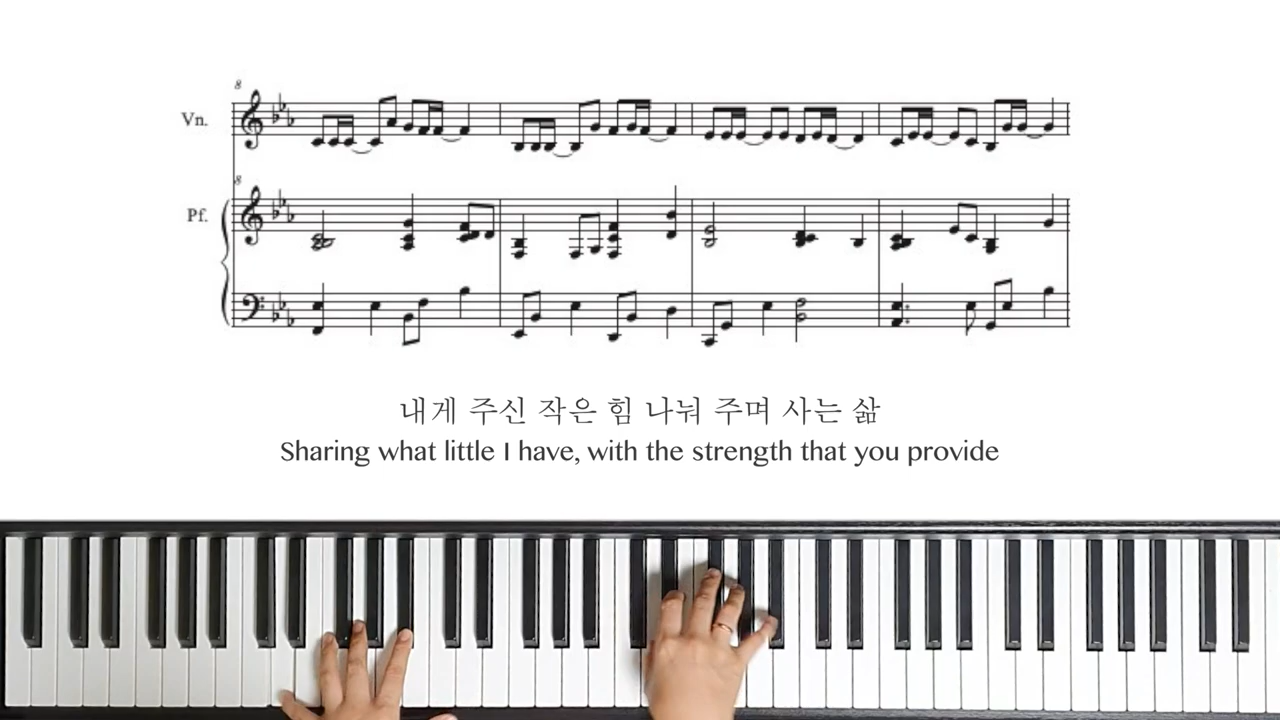 8
Vn.
8
Pf.
내게 주신 작은 힘 나눠 주며 사는 삶
Sharing what little I have, with the strength that you provide